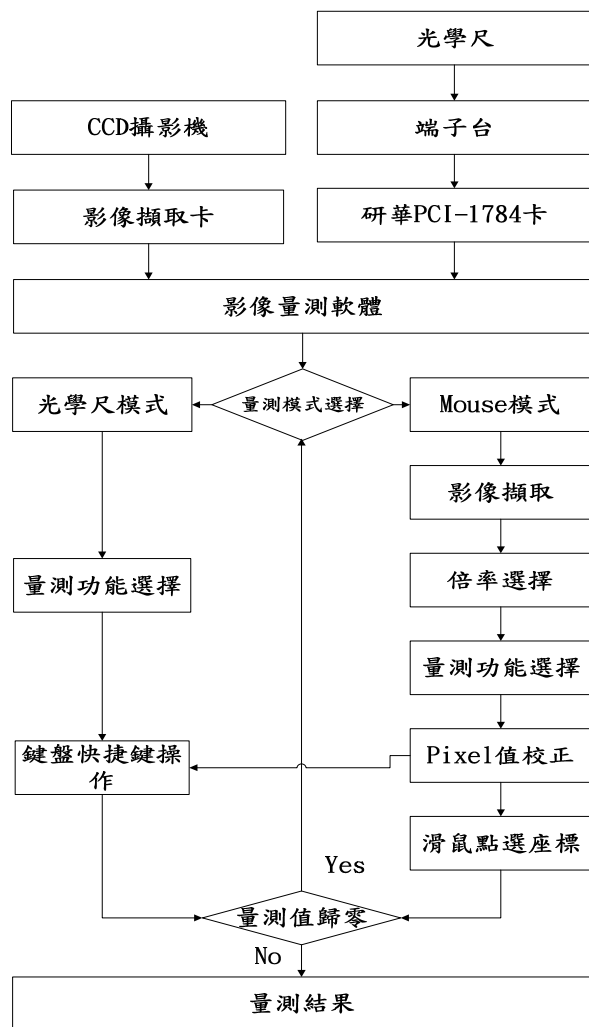 光學尺
CCD攝影機
端子台
影像擷取卡
研華PCI-1784卡
影像量測軟體
光學尺模式
量測模式選擇
Mouse模式
影像擷取
量測功能選擇
倍率選擇
量測功能選擇
鍵盤快捷鍵操
作
Pixel值校正
滑鼠點選座標
Yes
量測值歸零
No
量測結果